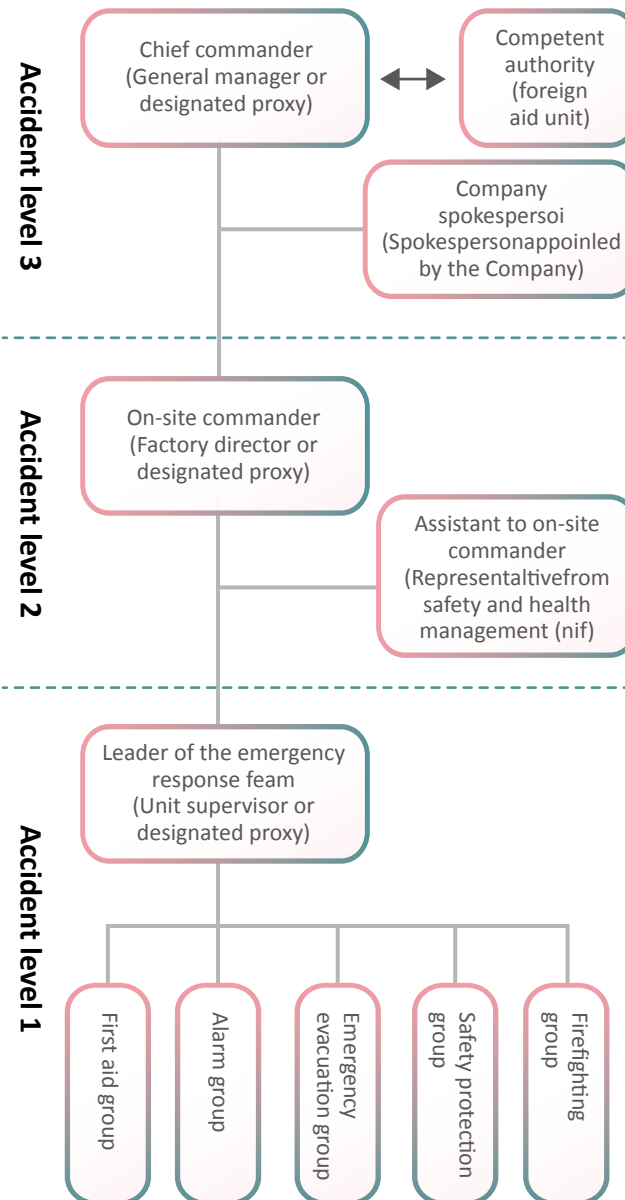 Accident level 3
Chief commander
(General manager or
designated proxy)
Competent
authority
(foreign
aid unit)
Company
spokespersoi
(Spokespersonappoinled
by the Company)
Accident level 2
On-site commander
(Factory director or
designated proxy)
Assistant to on-site
commander
(Representaltivefrom
safety and health
management (nif)
Accident level 1
Leader of the emergency
response feam
(Unit supervisor or
designated proxy)
First aid group
Alarm group
Emergency
evacuation group
Safety protection
group
Firefighting
group